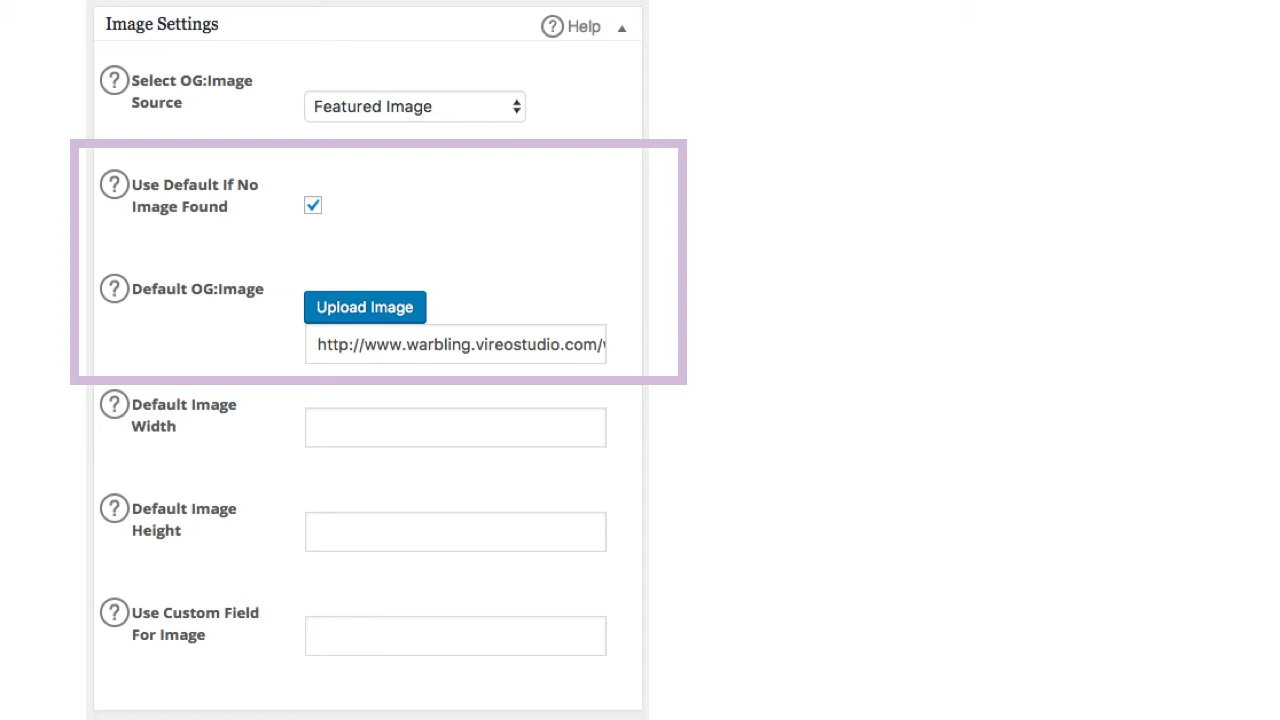 Image Settings
Help
Select OG:Image
Source
Featured Image
Use Default If No
Image Found
Default OG:Image
Upload Image
http://www.warbling.vireostudio.com/
Default Image
Width
Default Image
Height
Use Custom Field
For Image